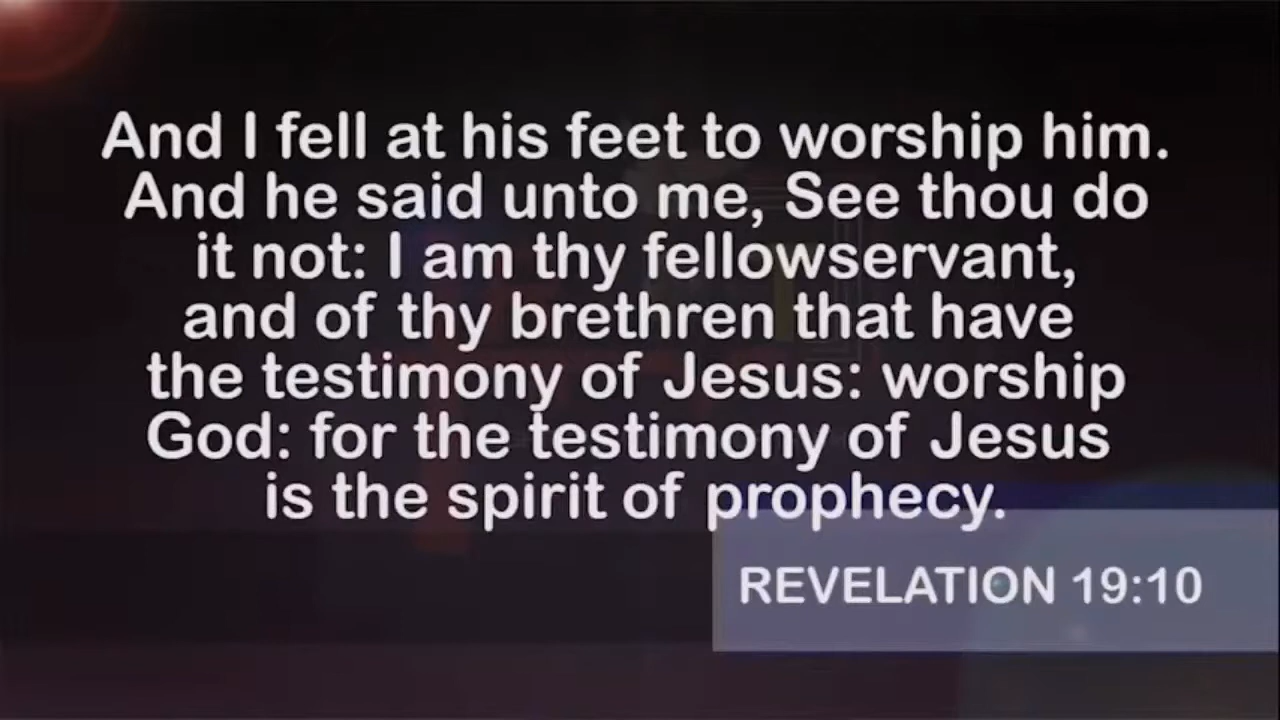 And I fell at his feet to worship him.
And he said unto me, See thou do
it not: I am thy fellowservant,
and of thy brethren that have
the testimony of Jesus: worship
God: for the testimony of Jesus
is the spirit of prophecy.
REVELATION 19:10